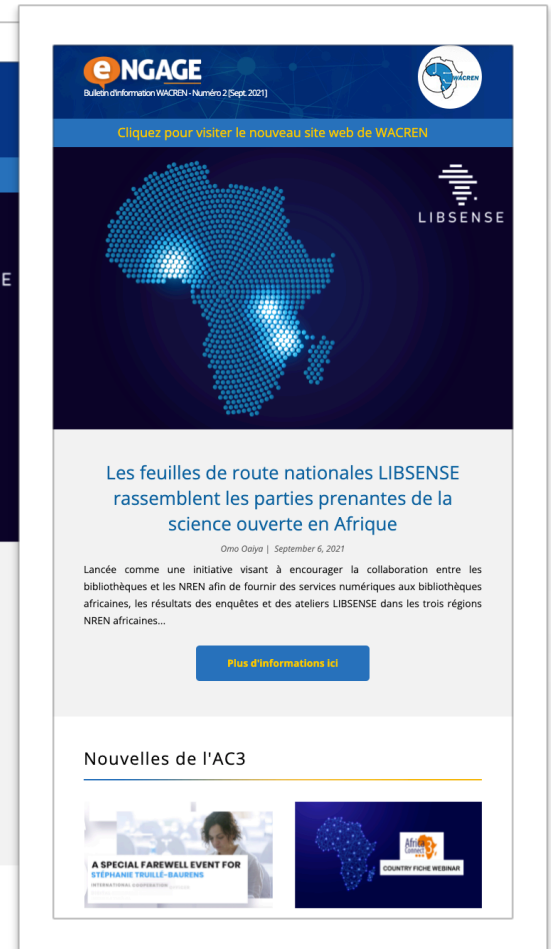 eNGAGE
Bulletin d'information WACREN - Numéro 2 [Sept. 2021]
WACREN
Cliquez pour visiter le nouveau site web de WACREN
LIBSENSE
E
Les feuilles de route nationales LIBSENSE
rassemblent les parties prenantes de la
science ouverte en Afrique
Omo Oaiya | September 6, 2021
Lancée comme une initiative visant à encourager la collaboration entre les
bibliothèques et les NREN afin de fournir des services numériques aux bibliothèques
africaines, les résultats des enquêtes et des ateliers LIBSENSE dans les trois régions
NREN africaines...
Plus d'informations ici
Nouvelles de l'AC3
A SPECIAL FAREWELL EVENT FOR
STÉPHANIE TRUILLÉ-BAURENS
INTERNATIONAL COOPERATION
Africa
Connect 3
COUNTRY FICHE WEBINAR